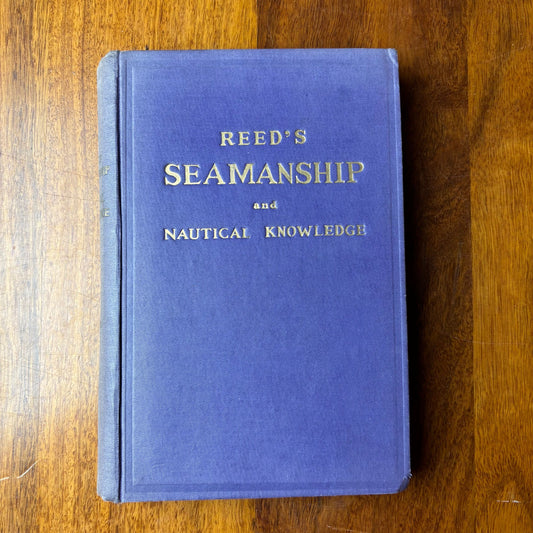 REED'S
SEAMANSHIP
and
NAUTICAL KNOWLEDGE